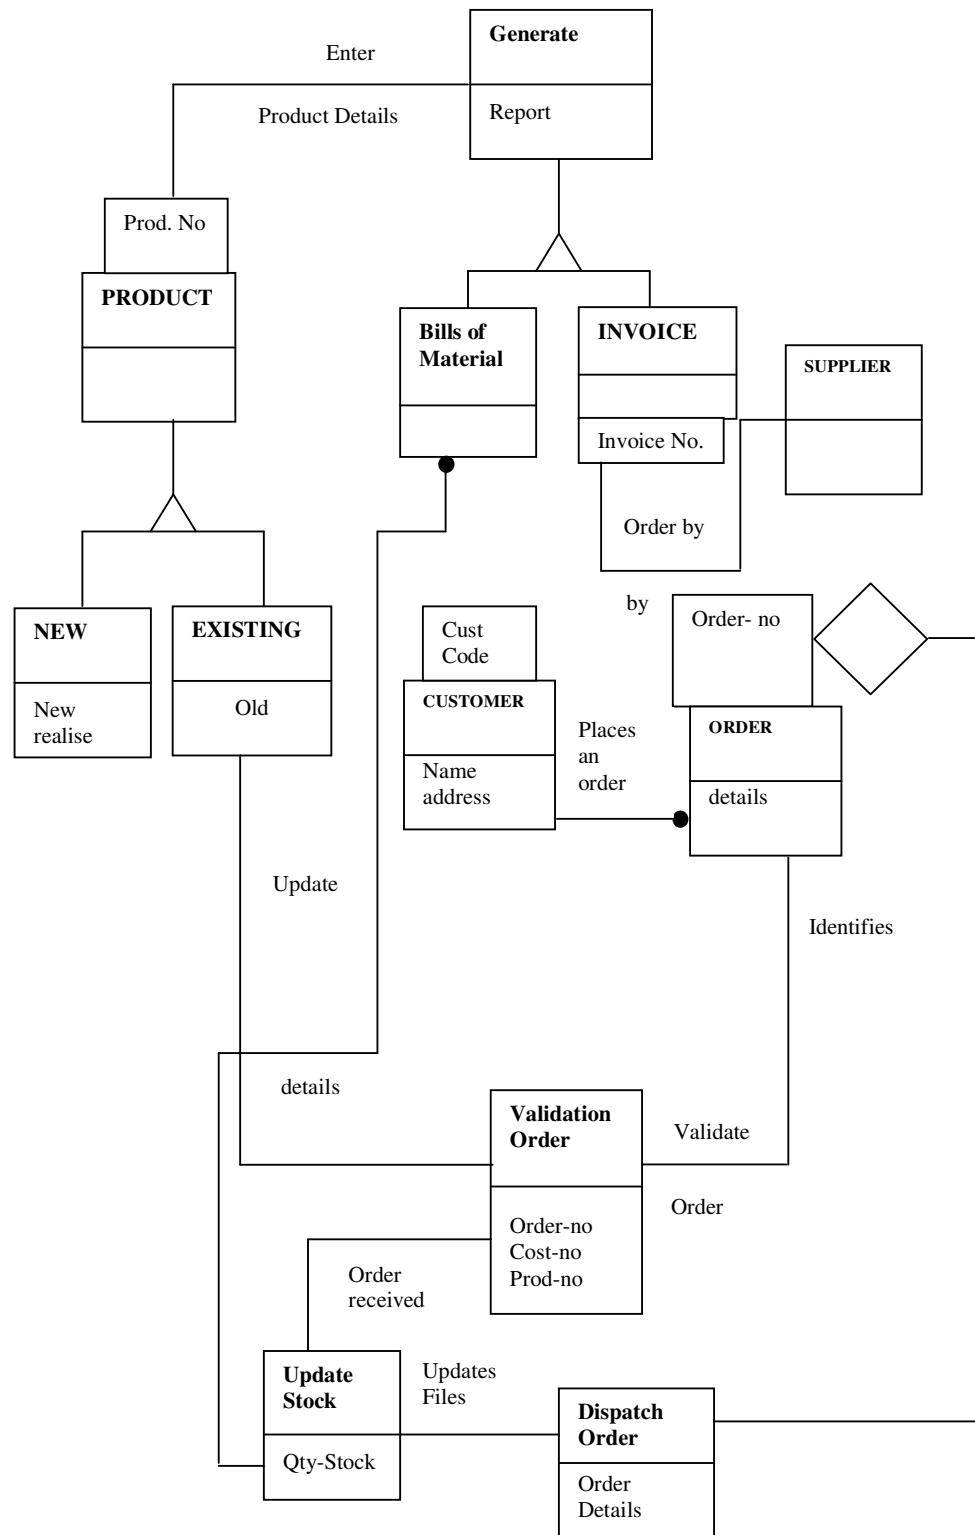 Generate
Enter
Product Details
Report
Prod. No
PRODUCT
Bills of
Material
INVOICE
SUPPLIER
Invoice No.
Order by
by
NEW
New
realise
EXISTING
Old
Cust
Code
CUSTOMER
Name
address
Places
an
order
Order- no
ORDER
details
Update
Identifies
details
Validation
Order
Validate
Order
Order-no
Cost-no
Prod-no
Order
received
Update
Stock
Updates
Files
Qty-Stock
Dispatch
Order
Order
Details